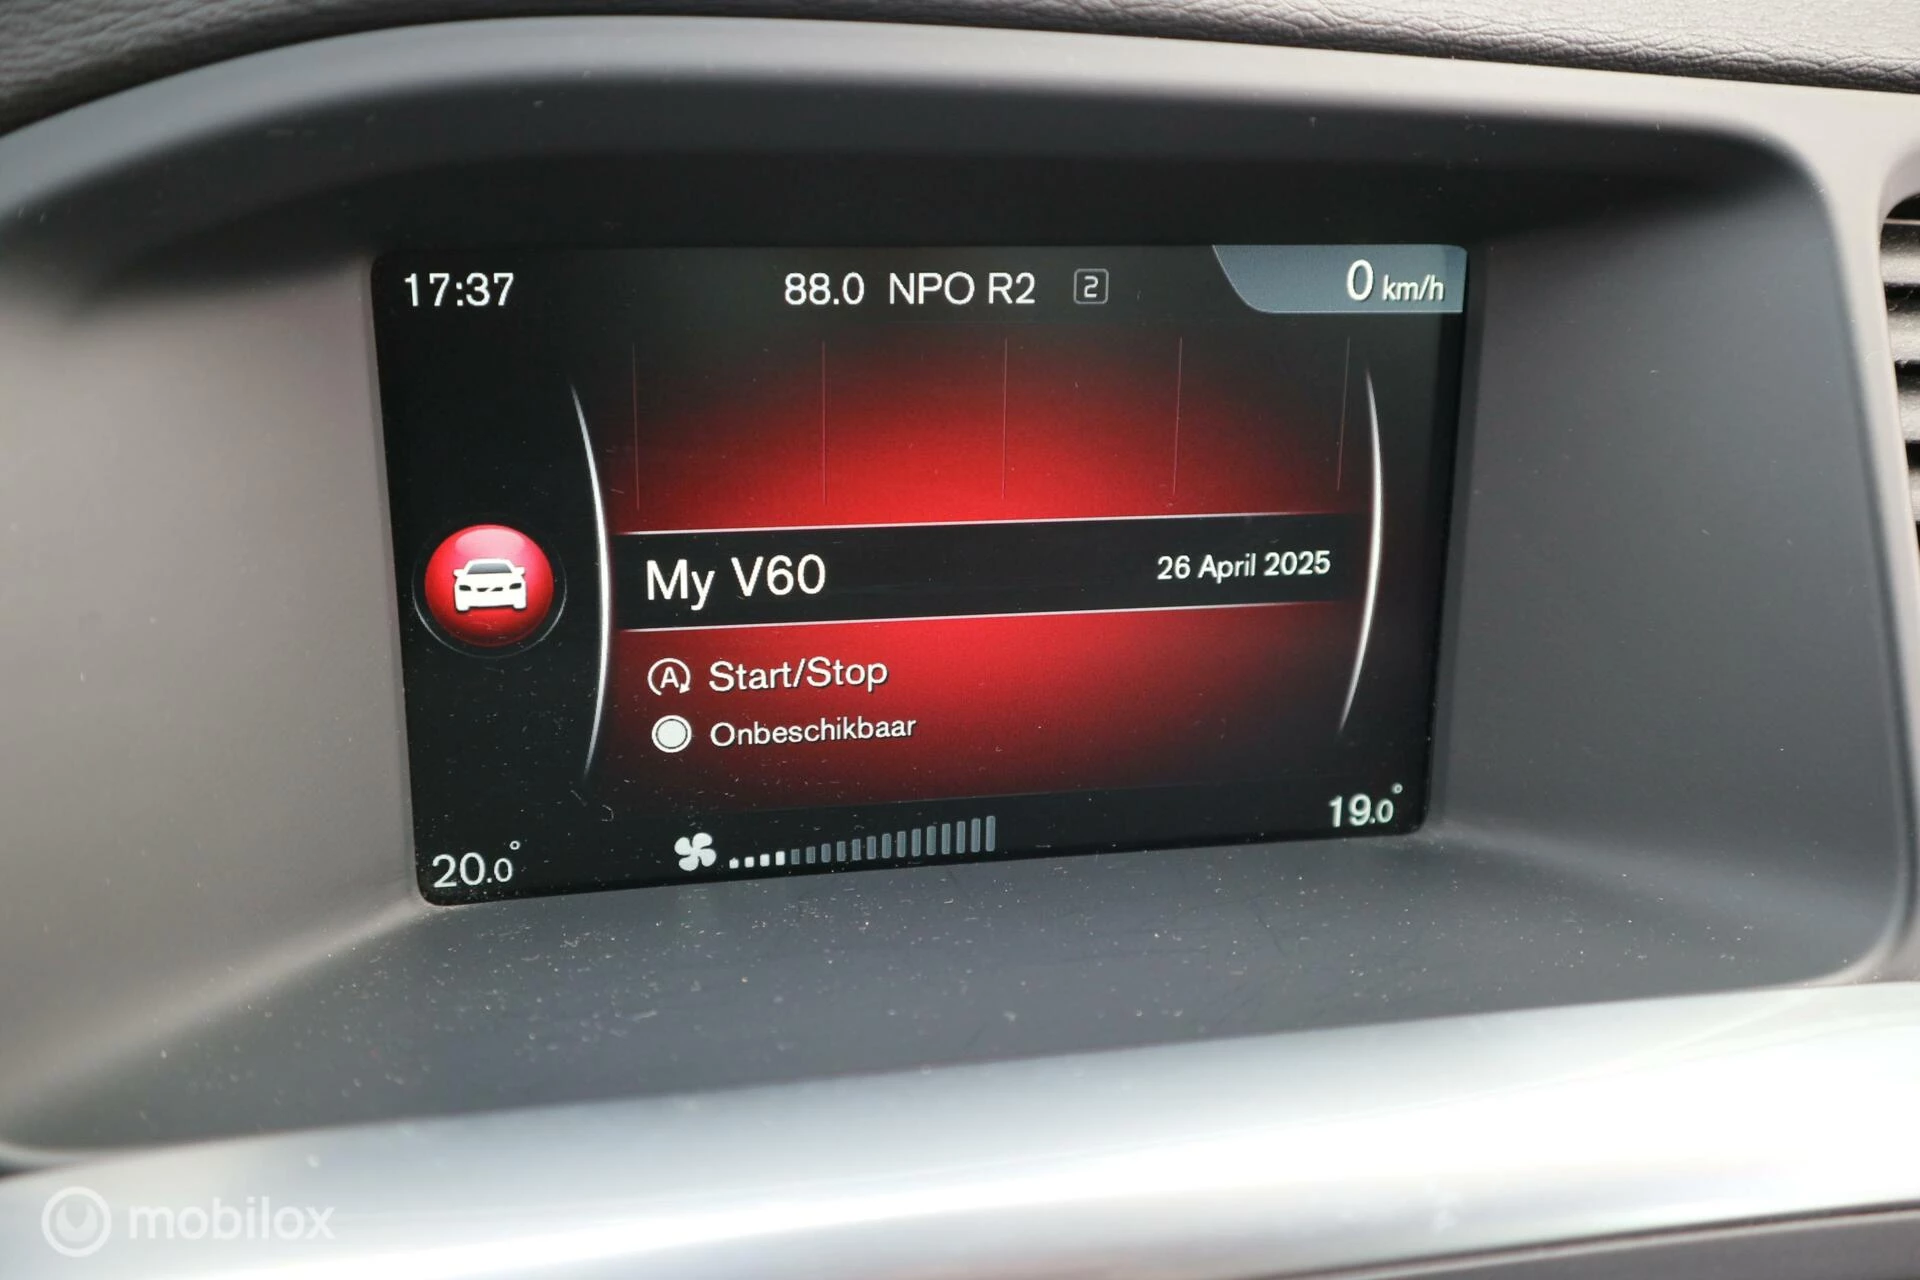 17:37 88.0 NPO R2 2 0 km/h
My V60 26 April 2025
A Start/Stop
Onbeschikbaar
20.0° 19.0°
mobilox